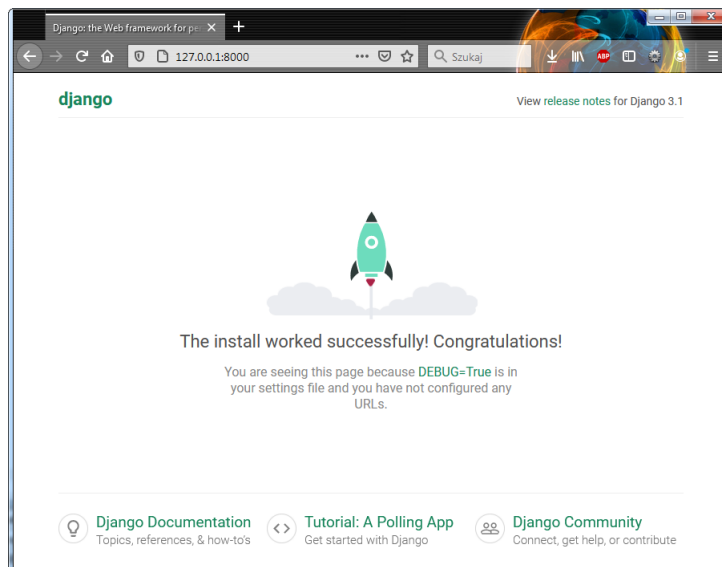 Django: the Web framework for pe
127.0.0.1:8000
Szukaj
ABP
django
View release notes for Django 3.1
The install worked successfully! Congratulations!
You are seeing this page because DEBUG=True is in
your settings file and you have not configured any
URLs.
Django Documentation
Topics, references, & how-to's
Tutorial: A Polling App
Get started with Django
Django Community
Connect, get help, or contribute